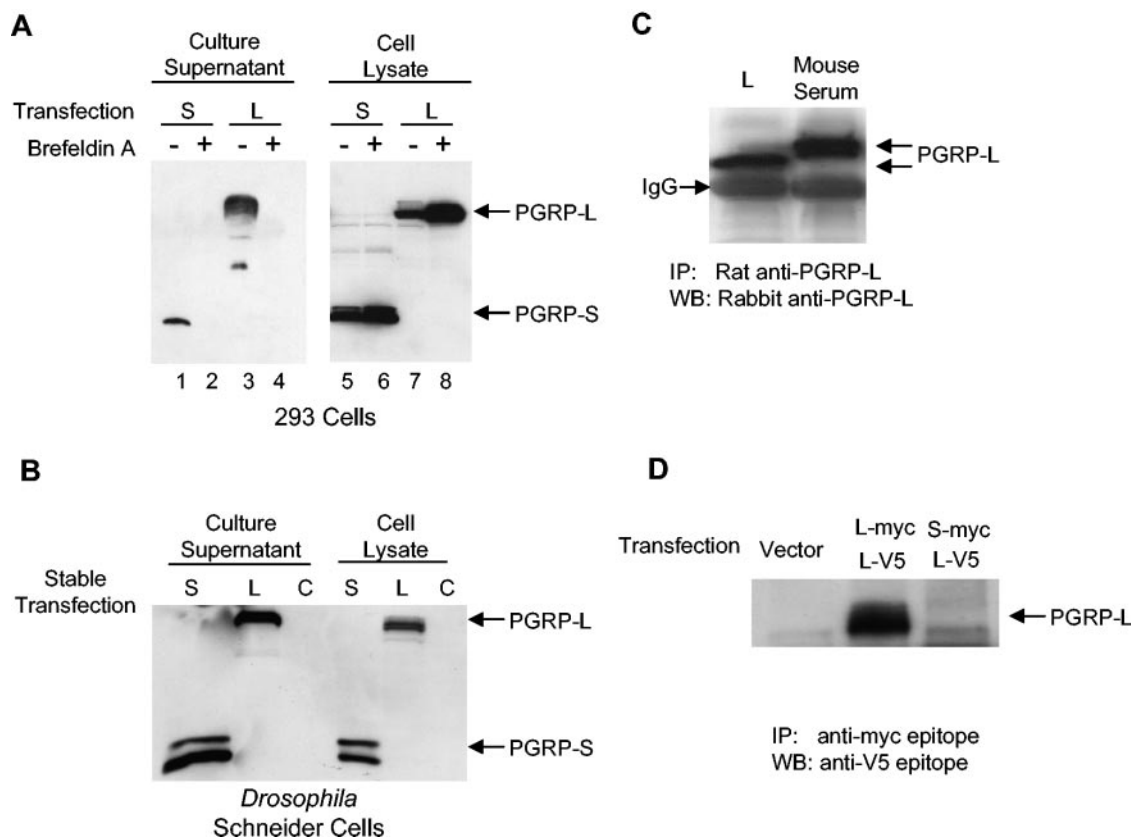 A
Culture Supernatant
Cell Lysate
Transfection S L S L
Brefeldin A - + - + - + - +
PGRP-L
PGRP-S
1 2 3 4 5 6 7 8
293 Cells
B
Culture Supernatant
Cell Lysate
Stable Transfection
S L C S L C
PGRP-L
PGRP-S
Drosophila
Schneider Cells
C
L
Mouse Serum
PGRP-L
IgG
IP: Rat anti-PGRP-L
WB: Rabbit anti-PGRP-L
D
Transfection Vector
L-myc S-myc
L-V5 L-V5
PGRP-L
IP: anti-myc epitope
WB: anti-V5 epitope